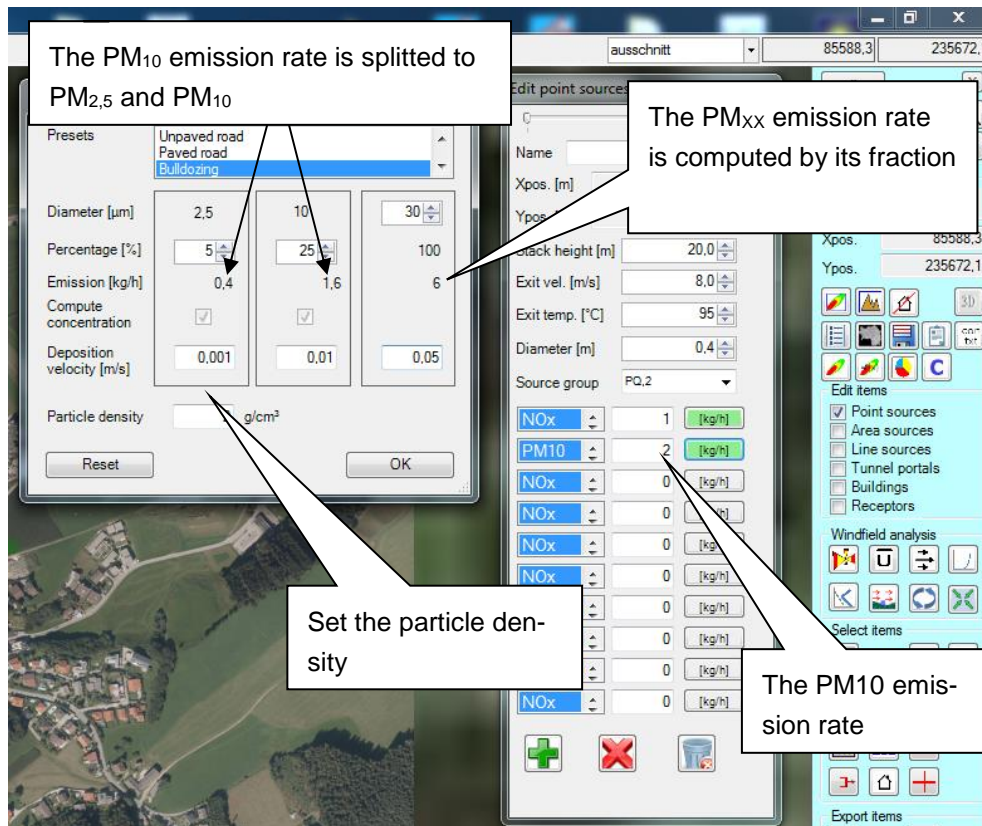 The PM10 emission rate is splitted to
PM2,5 and PM10
ausschnitt
85588,3
235672,
Edit point source
The PMXX emission rate
is computed by its fraction
Presets
Unpaved road
Paved road
Bulldozing
Diameter [µm]
2,5
10
30
Percentage [%]
5
25
100
Emission [kg/h]
0,4
1,6
6
Compute
concentration
Deposition
velocity [m/s]
0,001
0,01
0,05
Particle density
g/cm³
Reset
OK
Name
Xpos. [m]
Ypos.
Stack height [m]
20,0
Exit vel. [m/s]
8,0
Exit temp. [°C]
95
Diameter [m]
0,4
Source group
PQ,2
NOx
1
[kg/h]
PM10
2
[kg/h]
NOx
0
[kg/h]
NOx
0
[kg/h]
NOx
0
[kg/h]
NOx
0
[kg/h]
0
[kg/h]
0
[kg/h]
0
[kg/h]
NOx
0
[kg/h]
Set the particle den-
sity
The PM10 emis-
sion rate
Xpos.
85588,3
Ypos.
235672,1
3D
con
txt
C
Edit items
Point sources
Area sources
Line sources
Tunnel portals
Buildings
Receptors
Windfield analysis
U
Select items
Export items